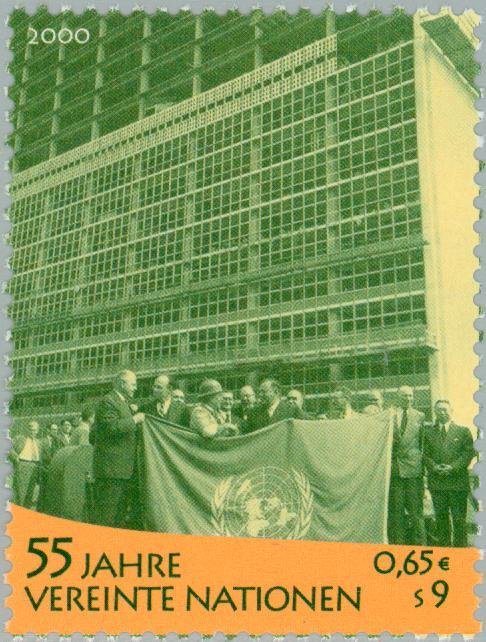 2000
55 JAHRE
VEREINTE NATIONEN
0,65 €
S 9